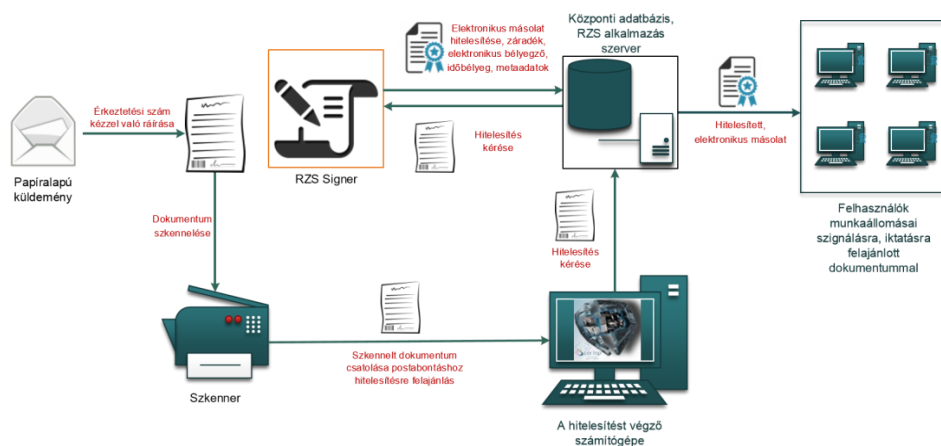 Elektronikus másolat
hitelesítése, záradék,
elektronikus bélyegző,
időbélyeg, metaadatok
Központi adatbázis,
RZS alkalmazás
szerver
Érkeztetési szám
kézzel való ráírása
Papíralapú
küldemény
RZS Signer
Hitelesítés
kérése
Hitelesített,
elektronikus másolat
Felhasználók
munkaállomásai
szignálásra, iktatásra
felajánlott
dokumentummal
Dokumentum
szkennelése
Hitelesítés
kérése
Szkennelt dokumentum
csatolása postabontáshoz
hitelesítésre felajánlás
Szkenner
A hitelesítést végző
számítógépe